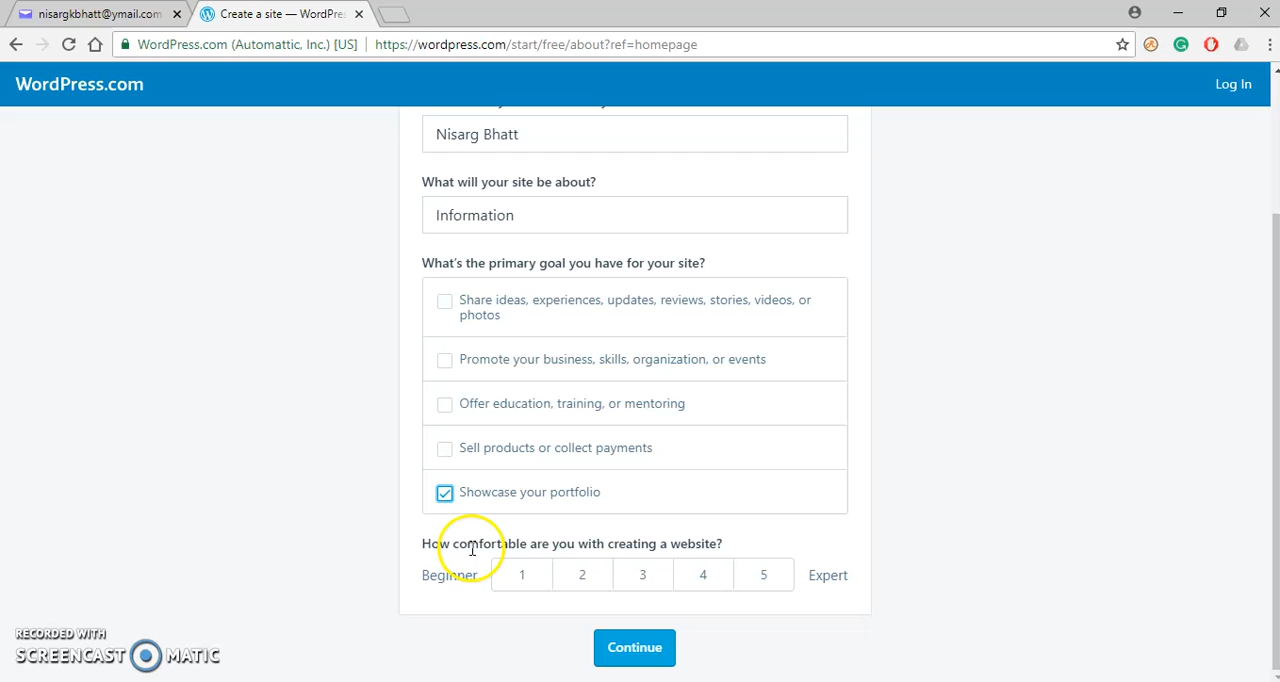 nisargkbhatt@ymail.com
Create a site — WordPre
WordPress.com (Automattic, Inc.) [US]
https://wordpress.com/start/free/about?ref=homepage
WordPress.com
Log In
Nisarg Bhatt
What will your site be about?
Information
What's the primary goal you have for your site?
Share ideas, experiences, updates, reviews, stories, videos, or
photos
Promote your business, skills, organization, or events
Offer education, training, or mentoring
Sell products or collect payments
Showcase your portfolio
How comfortable are you with creating a website?
Beginner 1 2 3 4 5 Expert
Continue
RECORDED WITH
SCREENCAST MATIC